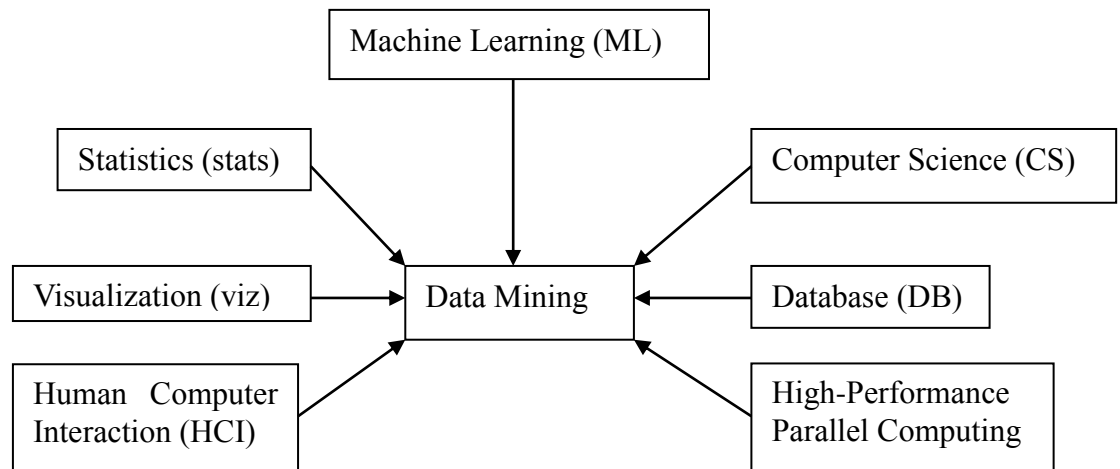 Machine Learning (ML)
Statistics (stats)
Computer Science (CS)
Visualization (viz)
Data Mining
Database (DB)
Human Computer
Interaction (HCI)
High-Performance
Parallel Computing